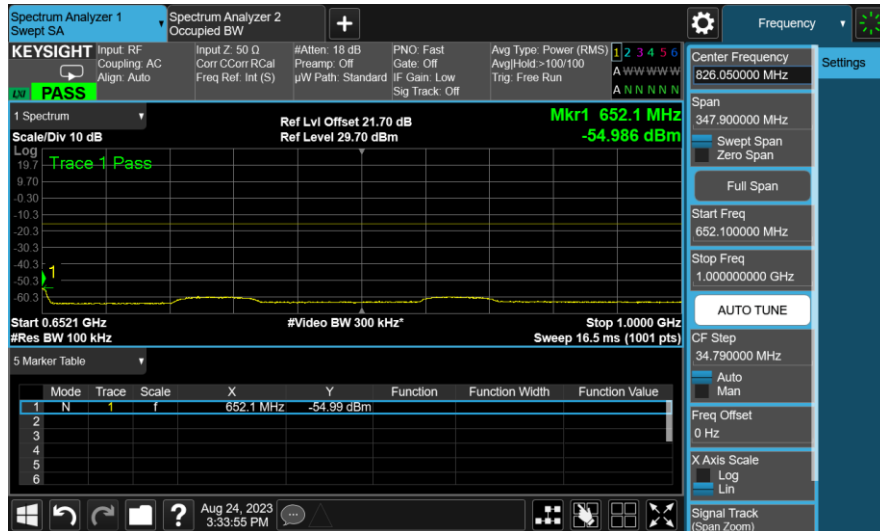 Spectrum Analyzer 1
Swept SA
Spectrum Analyzer 2
Occupied BW
+
Frequency
KEYSIGHT
Input: RF
Coupling: AC
Align: Auto
Input Z: 50 Ω
Corr CCorr RCal
Freq Ref: Int (S)
#Atten: 18 dB
Preamp: Off
µW Path: Standard
PNO: Fast
Gate: Off
IF Gain: Low
Sig Track: Off
Avg Type: Power (RMS)
Avg|Hold:>100/100
Trig: Free Run
1 2 3 4 5 6
A W W W W W
A N N N N N
LXI PASS
1 Spectrum
Scale/Div 10 dB
Ref Lvl Offset 21.70 dB
Ref Level 29.70 dBm
Mkr1 652.1 MHz
-54.986 dBm
Log
Trace 1 Pass
19.7
9.70
-0.30
-10.3
-20.3
-30.3
-40.3
-50.3
-60.3
1
Start 0.6521 GHz
#Res BW 100 kHz
#Video BW 300 kHz*
Stop 1.0000 GHz
Sweep 16.5 ms (1001 pts)
5 Marker Table
Mode Trace Scale X Y Function Function Width Function Value
1 N 1 f 652.1 MHz -54.99 dBm
2
3
4
5
6
Center Frequency
826.050000 MHz
Settings
Span
347.900000 MHz
Swept Span
Zero Span
Full Span
Start Freq
652.100000 MHz
Stop Freq
1.000000000 GHz
AUTO TUNE
CF Step
34.790000 MHz
Auto
Man
Freq Offset
0 Hz
X Axis Scale
Log
Lin
Signal Track
(Span Zoom)
?
Aug 24, 2023
3:33:55 PM